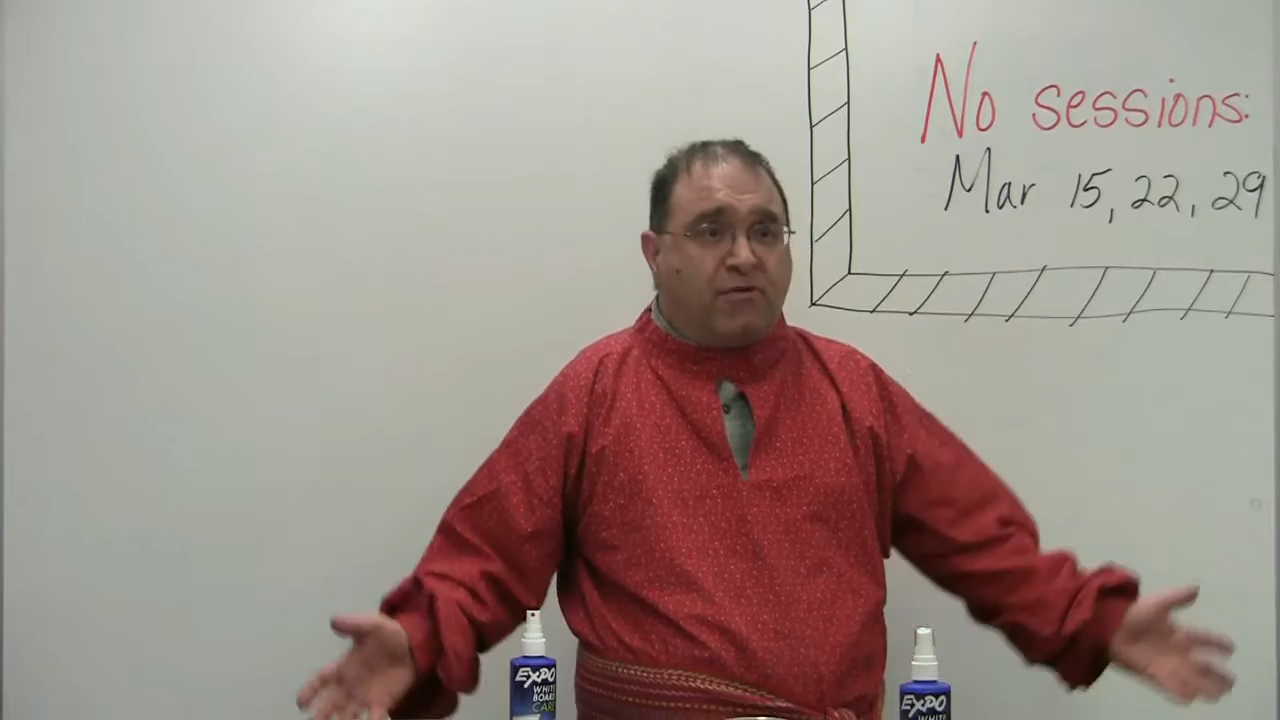 No sessions:
Mar 15, 22, 29
EXPO
WHITE
BOARD
CARE
EXPO
WHITE